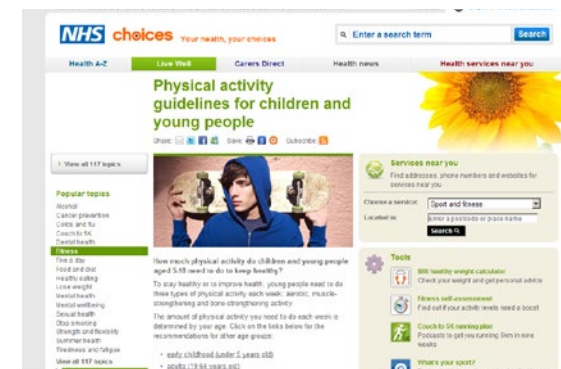 NHS choices Your health, your choices
Enter a search term
Search
Health A-Z
Live Well
Carers Direct
Health news
Health services near you
Physical activity
guidelines for children and
young people
Share:
Save:
Subscribe:
View all 117 topics
Popular topics
Alcohol
Cancer prevention
Colds and flu
Couch to 5K
Dental health
Fitness
Five a day
Food and diet
Healthy eating
Lose weight
Mental health
Mental wellbeing
Sexual health
Stop smoking
Strength and flexibility
Summer health
Tiredness and fatigue
View all 117 topics
How much physical activity do children and young people
aged 5-18 need to do to keep healthy?
To stay healthy or to improve health, young people need to do
three types of physical activity each week: aerobic, muscle-
strengthening and bone strengthening activity.
The amount of physical activity you need to do each week is
determined by your age. Click on the links below for the
recommendations for other age groups:
early childhood (under 5 years old)
adults (19-64 years old)
Services near you
Find addresses, phone numbers and websites for
services near you
Choose a service:
Sport and fitness
Located in:
Enter a postcode or place name
Search
Tools
BMI healthy weight calculator
Check your weight and get personal advice
Fitness self-assessment
Find out if your activity levels need a boost
Couch to 5K running plan
Podcasts to get you running 5km in nine
weeks
What's your sport?